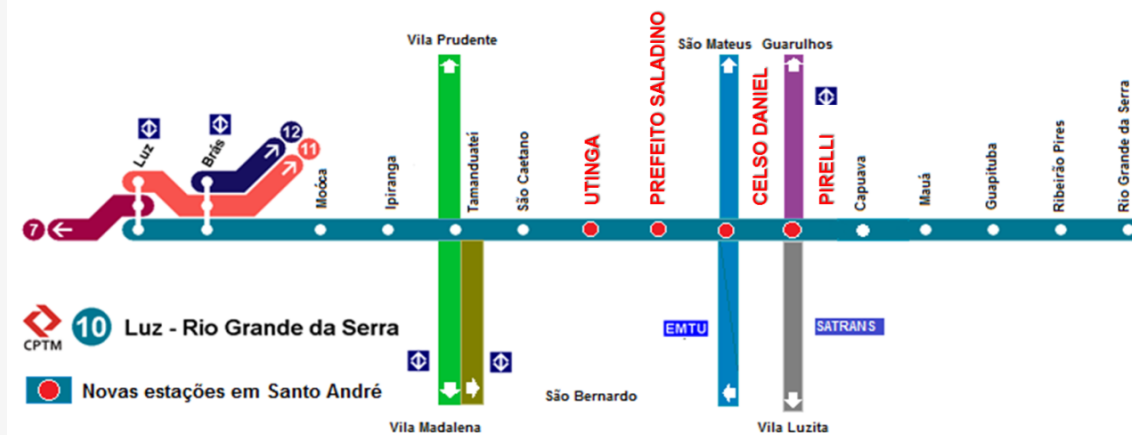 Vila Prudente
São Mateus
Guarulhos
Luz
Brás
12
11
Moóca
Ipiranga
Tamanduateí
São Caetano
UTINGA
PREFEITO SALADINO
CELSO DANIEL
PIRELLI
Capuava
Mauá
Guapituba
Ribeirão Pires
Rio Grande da Serra
7
CPTM
10 Luz - Rio Grande da Serra
EMTU
SATRANS
Novas estações em Santo André
São Bernardo
Vila Madalena
Vila Luzita